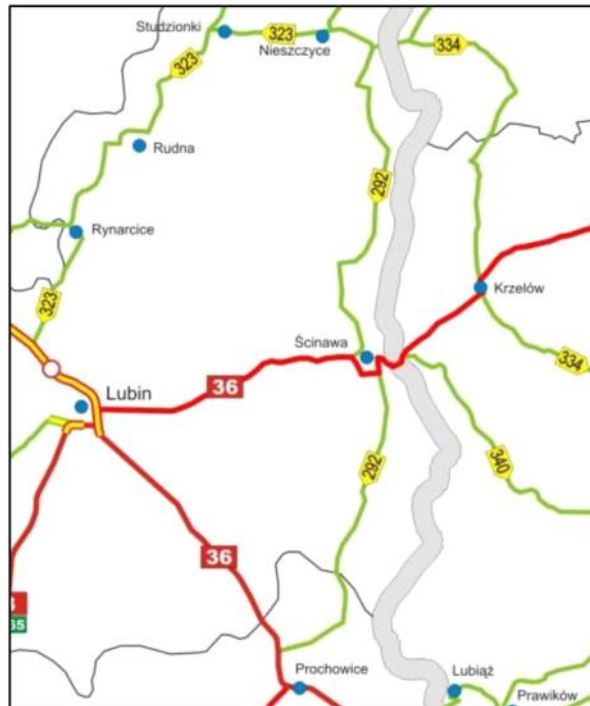 Studzionki
323
334
Nieszczyce
323
Rudna
292
Rynarcice
Krzelów
323
Ścinawa
334
36
Lubin
292
340
36
65
Prochowice
Lubiąż
Prawików